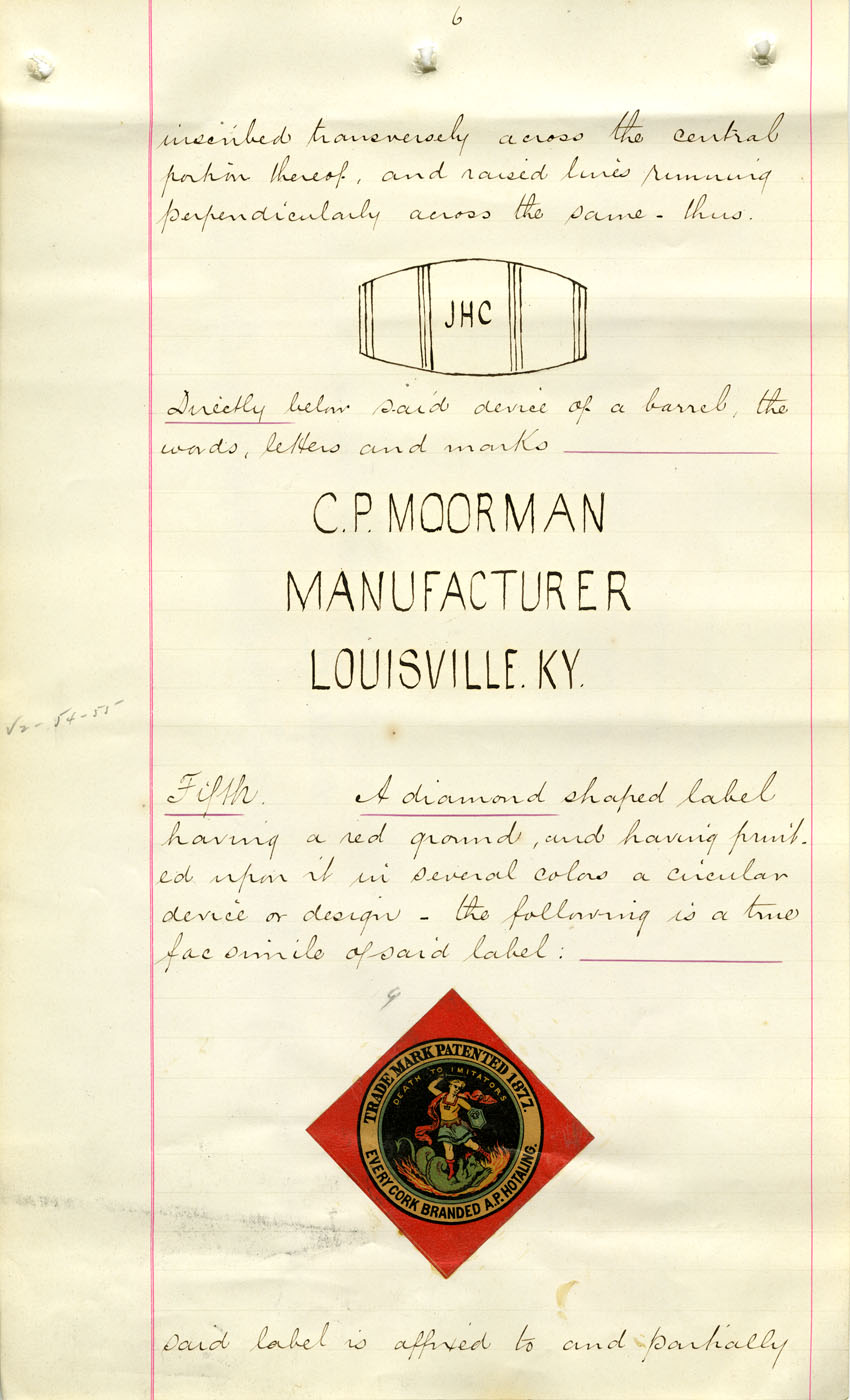 6
inscribed transversely across the central
portion thereof, and raised lines running
perpendicularly across the same - thus.
JHC
Directly below said device of a barrel, the
words, letters and marks
C.P. MOORMAN
MANUFACTURER
LOUISVILLE. KY.
√2-54-55
Fifth. A diamond shaped label
having a red ground, and having print-
ed upon it in several colors a circular
device or design - the following is a true
fac simile of said label:
9
TRADE MARK PATENTED 1877.
DEATH TO IMITATORS
EVERY CORK BRANDED A.P. HOTALING.
said label is affixed to and partially